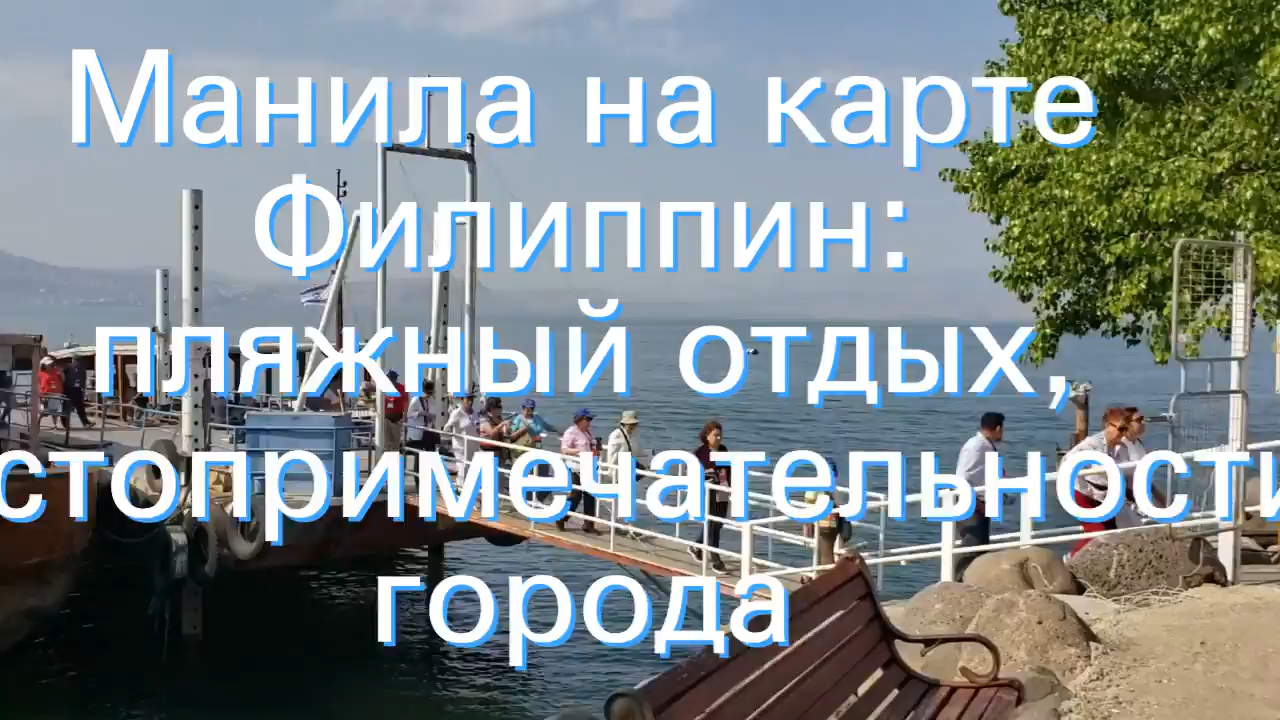 Манила на карте
Филиппин:
пляжный отдых,
стопримечательности
города